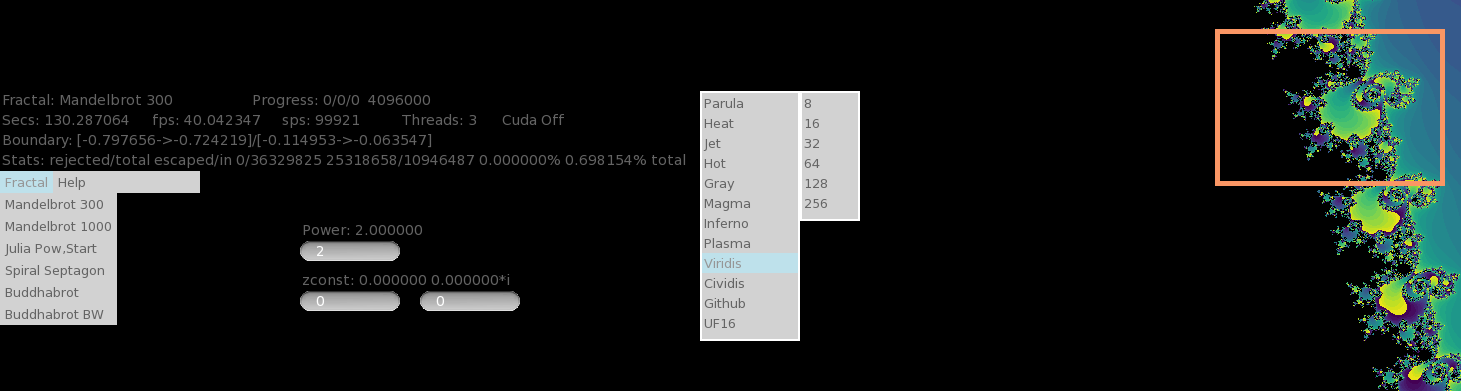 Fractal: Mandelbrot 300 Progress: 0/0/0 4096000
Secs: 130.287064 fps: 40.042347 sps: 99921 Threads: 3 Cuda Off
Boundary: [-0.797656->-0.724219]/[-0.114953->-0.063547]
Stats: rejected/total escaped/in 0/36329825 25318658/10946487 0.000000% 0.698154% total
Fractal Help
Mandelbrot 300
Mandelbrot 1000
Julia Pow,Start
Spiral Septagon
Buddhabrot
Buddhabrot BW
Power: 2.000000
2
zconst: 0.000000 0.000000*i
0 0
Parula
Heat
Jet
Hot
Gray
Magma
Inferno
Plasma
Viridis
Cividis
Github
UF16
8
16
32
64
128
256